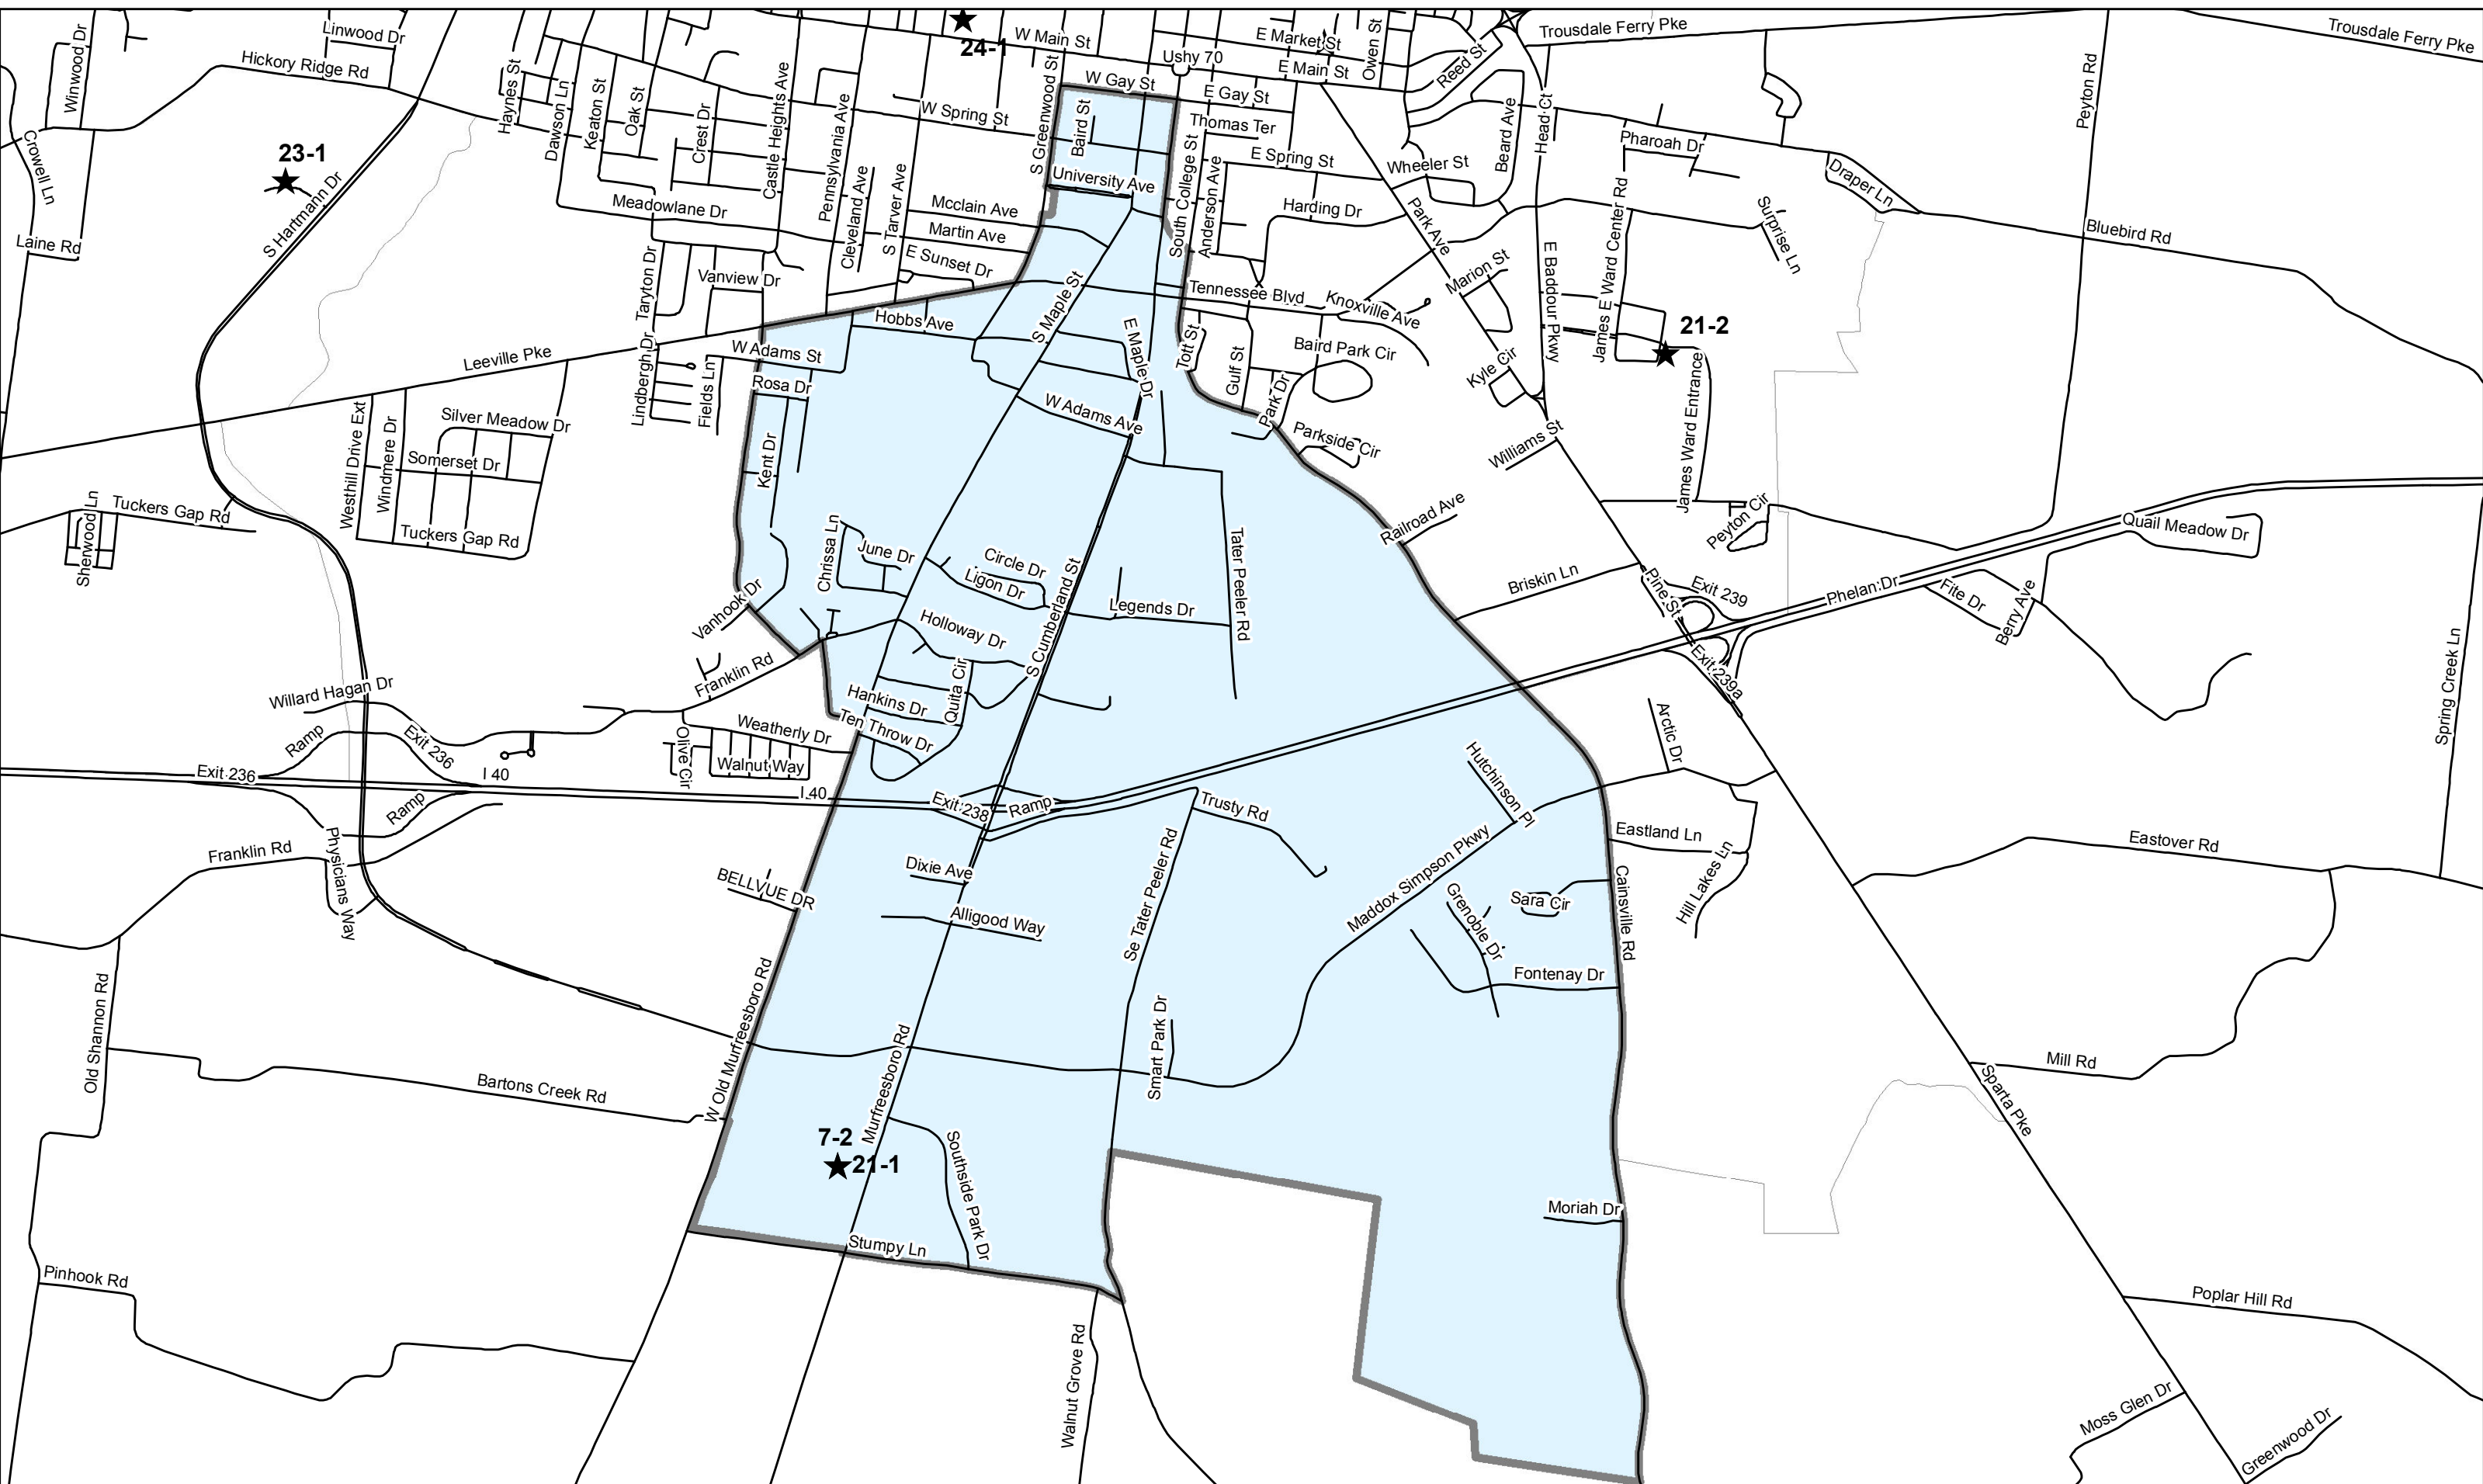 Trousdale Ferry Pke
Trousdale Ferry Pke
Linwood Dr
Winwood Dr
Hickory Ridge Rd
24-1
W Main St
E Market St
Owen St
Ushy 70
E Main St
Reed St
Peyton Rd
Haynes St
Dawson Ln
Keaton St
Oak St
Crest Dr
Castle Heights Ave
Pennsylvania Ave
W Spring St
S Greenwood St
W Gay St
Baird St
E Gay St
Thomas Ter
E Spring St
Wheeler St
Beard Ave
Head Ct
Pharoah Dr
Draper Ln
Crowell Ln
23-1
S Hartmann Dr
Laine Rd
Meadowlane Dr
Cleveland Ave
S Tarver Ave
Mcclain Ave
Martin Ave
E Sunset Dr
University Ave
South College St
Anderson Ave
Harding Dr
Park Ave
Marion St
E Baddour Pkwy
James E Ward Center Rd
Surprise Ln
Bluebird Rd
Taryton Dr
Vanview Dr
Tennessee Blvd
Knoxville Ave
21-2
Leeville Pke
Lindbergh Dr
Fields Ln
W Adams St
Hobbs Ave
S Maple St
E Maple Dr
Tott St
Gulf St
Baird Park Cir
Park Dr
Kyle Cir
James Ward Entrance
Rosa Dr
Kent Dr
W Adams Ave
Parkside Cir
Williams St
Westhill Drive Ext
Windmere Dr
Silver Meadow Dr
Somerset Dr
Tuckers Gap Rd
Tuckers Gap Rd
Sherwood Ln
Railroad Ave
Peyton Cir
Quail Meadow Dr
Chrissa Ln
June Dr
Circle Dr
Ligon Dr
Legends Dr
Tater Peeler Rd
Briskin Ln
Pine St
Exit 239
Phelan Dr
Fite Dr
Berry Ave
Vanhook Dr
Holloway Dr
S Cumberland St
Franklin Rd
Exit 239a
Willard Hagan Dr
Hankins Dr
Quita Cir
Ten Throw Dr
Weatherly Dr
Olive Cir
Walnut Way
Arctic Dr
Spring Creek Ln
Ramp
Exit 236
Exit 236
I 40
I 40
Exit 238
Ramp
Trusty Rd
Hutchinson Pl
Ramp
Physicians Way
Franklin Rd
BELLVUE DR
Dixie Ave
Alligood Way
Se Tater Peeler Rd
Maddox Simpson Pkwy
Eastland Ln
Hill Lakes Ln
Eastover Rd
Grenoble Dr
Sara Cir
Cainsville Rd
Fontenay Dr
Old Shannon Rd
W Old Murfreesboro Rd
Murfreesboro Rd
Smart Park Dr
Bartons Creek Rd
Mill Rd
Sparta Pke
7-2
21-1
Southside Park Dr
Moriah Dr
Stumpy Ln
Pinhook Rd
Walnut Grove Rd
Poplar Hill Rd
Moss Glen Dr
Greenwood Dr